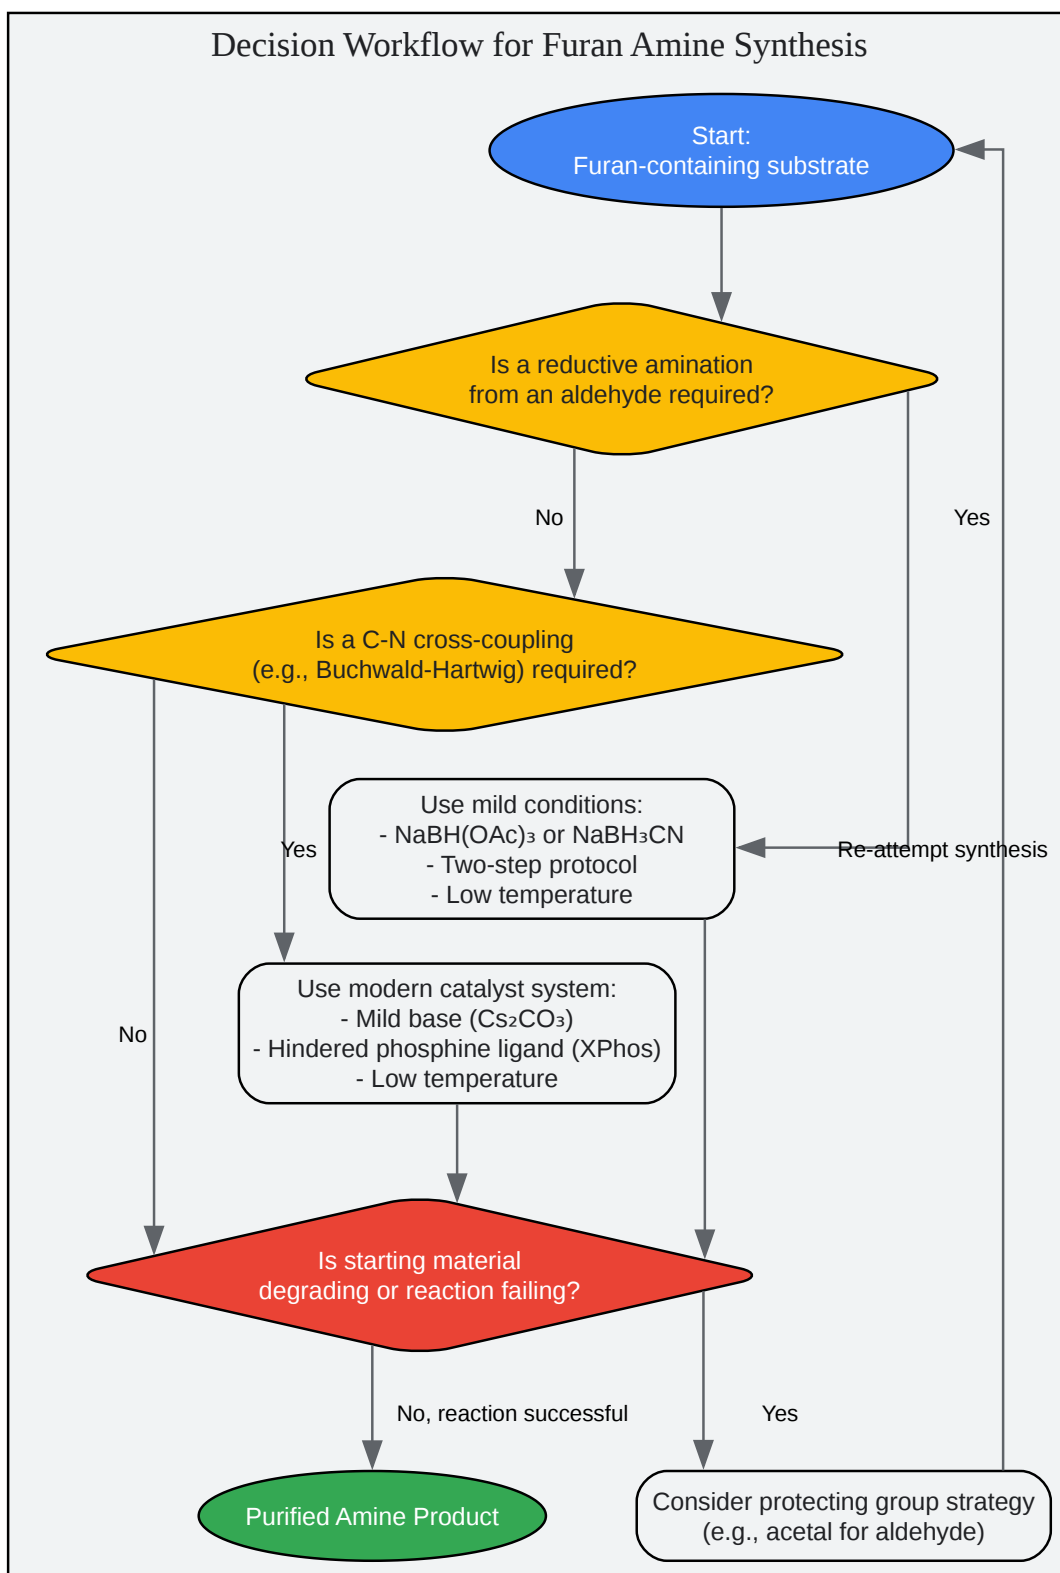 Decision Workflow for Furan Amine Synthesis
Start:
Furan-containing substrate
Is a reductive amination
from an aldehyde required?
No
Yes
Is a C-N cross-coupling
(e.g., Buchwald-Hartwig) required?
Use mild conditions:
- NaBH(OAc)₃ or NaBH₃CN
- Two-step protocol
- Low temperature
Yes
Re-attempt synthesis
Use modern catalyst system:
- Mild base (Cs₂CO₃)
- Hindered phosphine ligand (XPhos)
- Low temperature
No
Is starting material
degrading or reaction failing?
No, reaction successful
Yes
Purified Amine Product
Consider protecting group strategy
(e.g., acetal for aldehyde)